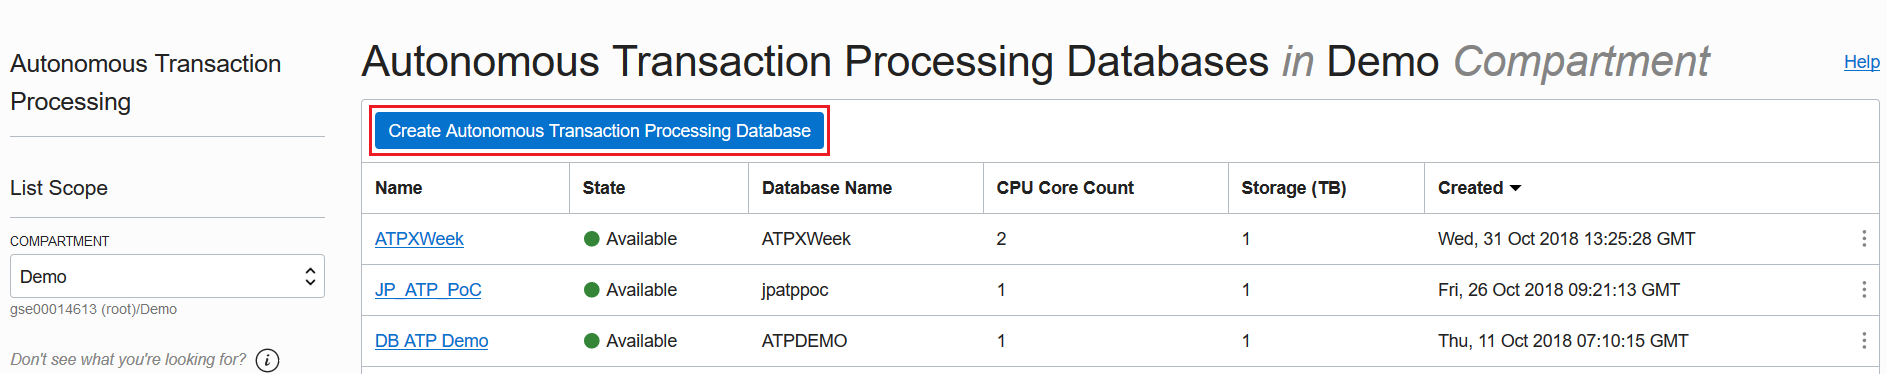 Autonomous Transaction
Processing
List Scope
COMPARTMENT
Demo
gse00014613 (root)/Demo
Don't see what you're looking for?
Autonomous Transaction Processing Databases in Demo Compartment
Help
Create Autonomous Transaction Processing Database
Name State Database Name CPU Core Count Storage (TB) Created
ATPXWeek Available ATPXWeek 2 1 Wed, 31 Oct 2018 13:25:28 GMT
JP_ATP_PoC Available jpatppoc 1 1 Fri, 26 Oct 2018 09:21:13 GMT
DB ATP Demo Available ATPDEMO 1 1 Thu, 11 Oct 2018 07:10:15 GMT